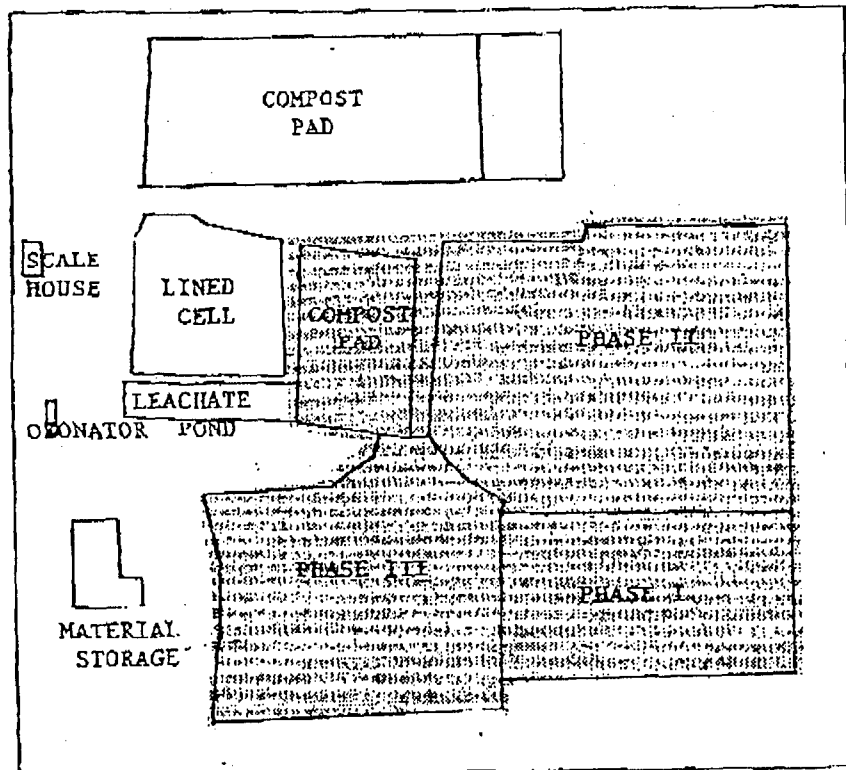 COMPOST
PAD
SCALE
HOUSE
LINED
CELL
COMPOST
PAD
PHASE II
LEACHATE
POND
OZONATOR
PHASE III
PHASE I
MATERIAL
STORAGE